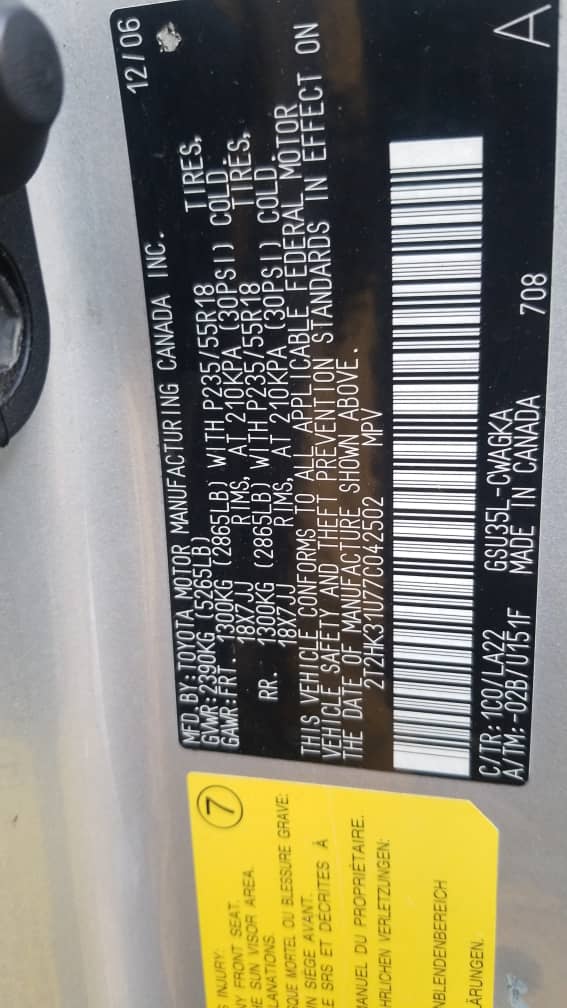 MFD. BY: TOYOTA MOTOR MANUFACTURING CANADA INC. 12/06
GVWR: 2390KG (5265LB)
GAWR: FRT. 1300KG (2865LB) WITH P235/55R18 TIRES,
18X7JJ RIMS, AT 210KPA (30PSI) COLD.
RR. 1300KG (2865LB) WITH P235/55R18 TIRES,
18X7JJ RIMS, AT 210KPA (30PSI) COLD.
THIS VEHICLE CONFORMS TO ALL APPLICABLE FEDERAL MOTOR
VEHICLE SAFETY AND THEFT PREVENTION STANDARDS IN EFFECT ON
THE DATE OF MANUFACTURE SHOWN ABOVE.
2T2HK31U77C042502 MPV
C/TR: 1C0/LA22 GSU35L-CWAGKA A
A/TM: -02B/U151F MADE IN CANADA 708
7
INJURY:
FRONT SEAT.
SUN VISOR AREA.
QUE MORTEL OU BLESSURE GRAVE:
SIÈGE AVANT.
SRS ET DÉCRITES À
MANUEL DU PROPRIÉTAIRE.
HRLICHEN VERLETZUNGEN:
NBLENDENBEREICH
ÄRUNGEN.